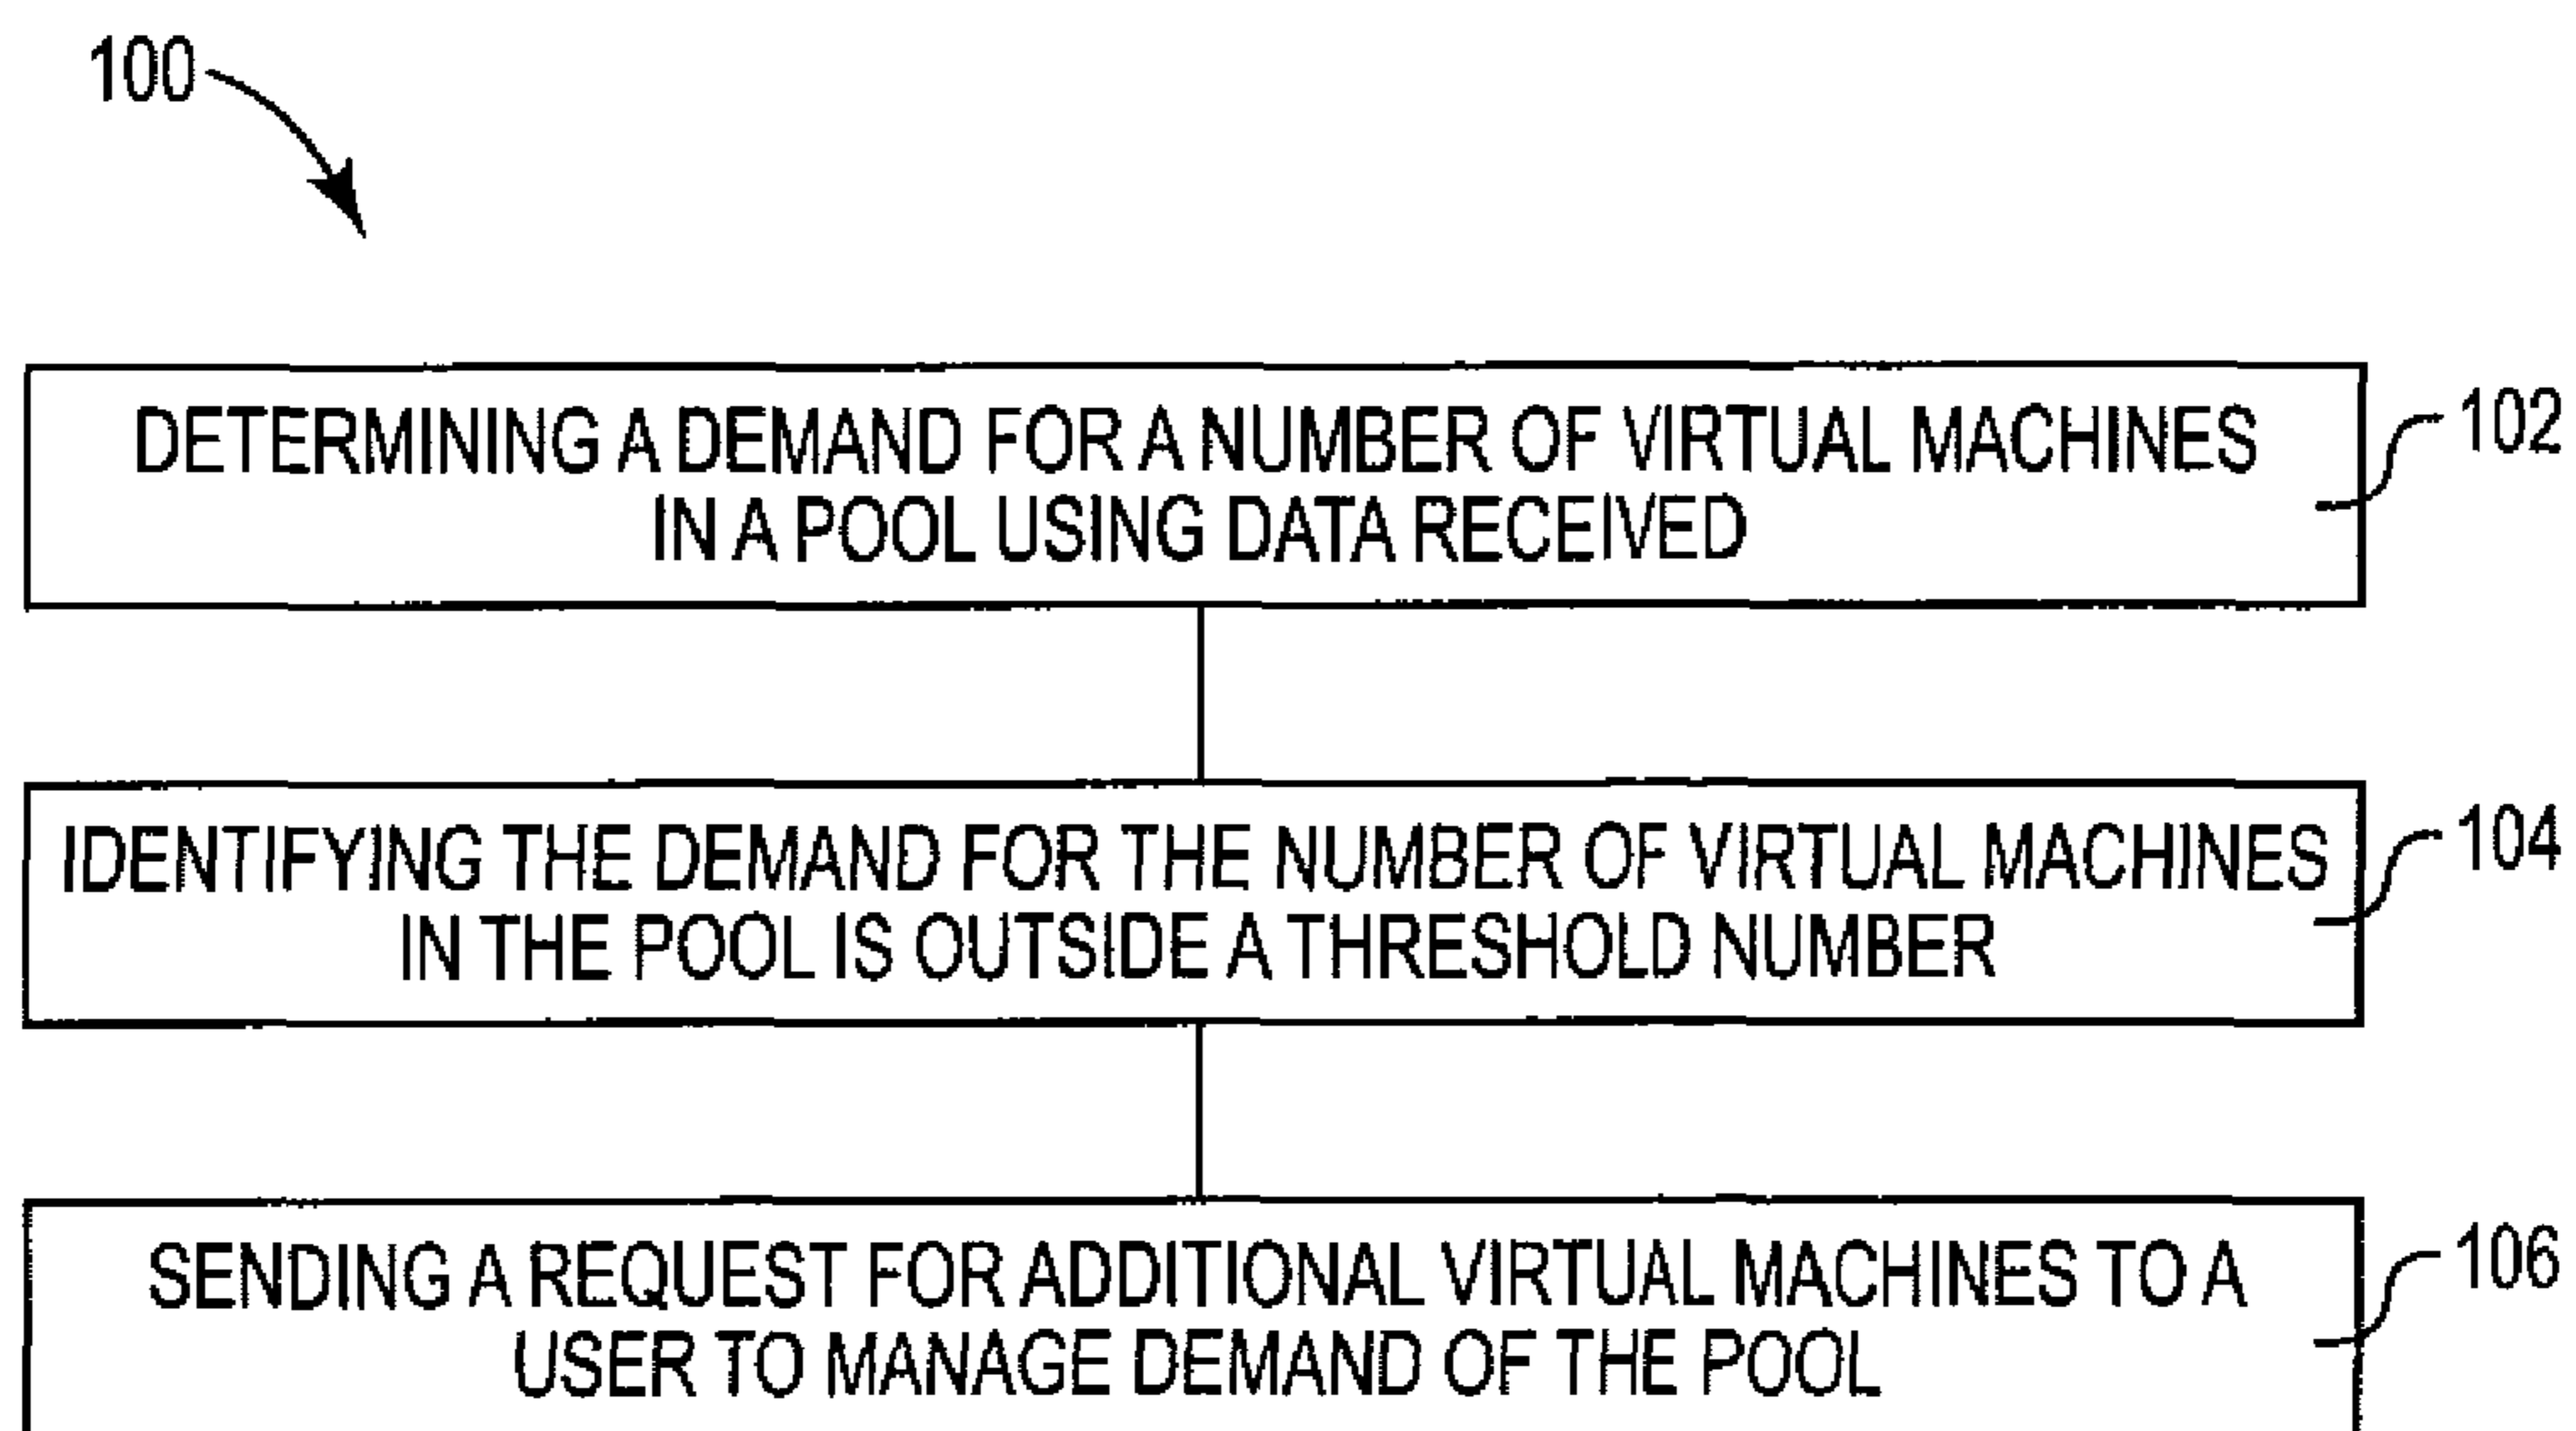 100
DETERMINING A DEMAND FOR A NUMBER OF VIRTUAL MACHINES
IN A POOL USING DATA RECEIVED
102
IDENTIFYING THE DEMAND FOR THE NUMBER OF VIRTUAL MACHINES
IN THE POOL IS OUTSIDE A THRESHOLD NUMBER
104
SENDING A REQUEST FOR ADDITIONAL VIRTUAL MACHINES TO A
USER TO MANAGE DEMAND OF THE POOL
106